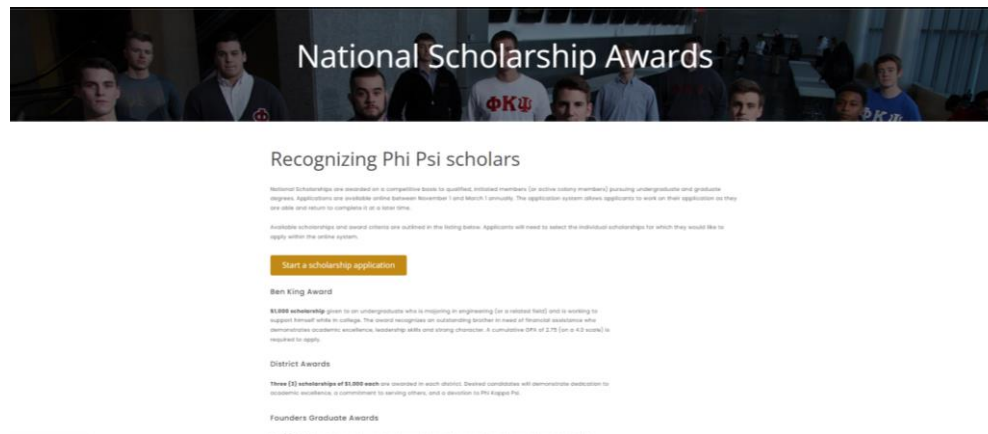 National Scholarship Awards
ΦΚΨ
ΦΚΨ
Recognizing Phi Psi scholars
National Scholarships are awarded on a competitive basis to qualified, initiated members (or active colony members) pursuing undergraduate and graduate
degrees. Applications are available online between November 1 and March 1 annually. The application system allows applicants to work on their application as they
are able and return to complete it at a later time.
Available scholarships and award criteria are outlined in the listing below. Applicants will need to select the individual scholarships for which they would like to
apply within the online system.
Start a scholarship application
Ben King Award
$1,000 scholarship given to an undergraduate who is majoring in engineering (or a related field) and is working to
support himself while in college. The award recognizes an outstanding brother in need of financial assistance who
demonstrates academic excellence, leadership skills and strong character. A cumulative GPA of 2.75 (on a 4.0 scale) is
required to apply.
District Awards
Three (3) scholarships of $1,000 each are awarded in each district. Desired candidates will demonstrate dedication to
academic excellence, a commitment to serving others, and a devotion to Phi Kappa Psi.
Founders Graduate Awards